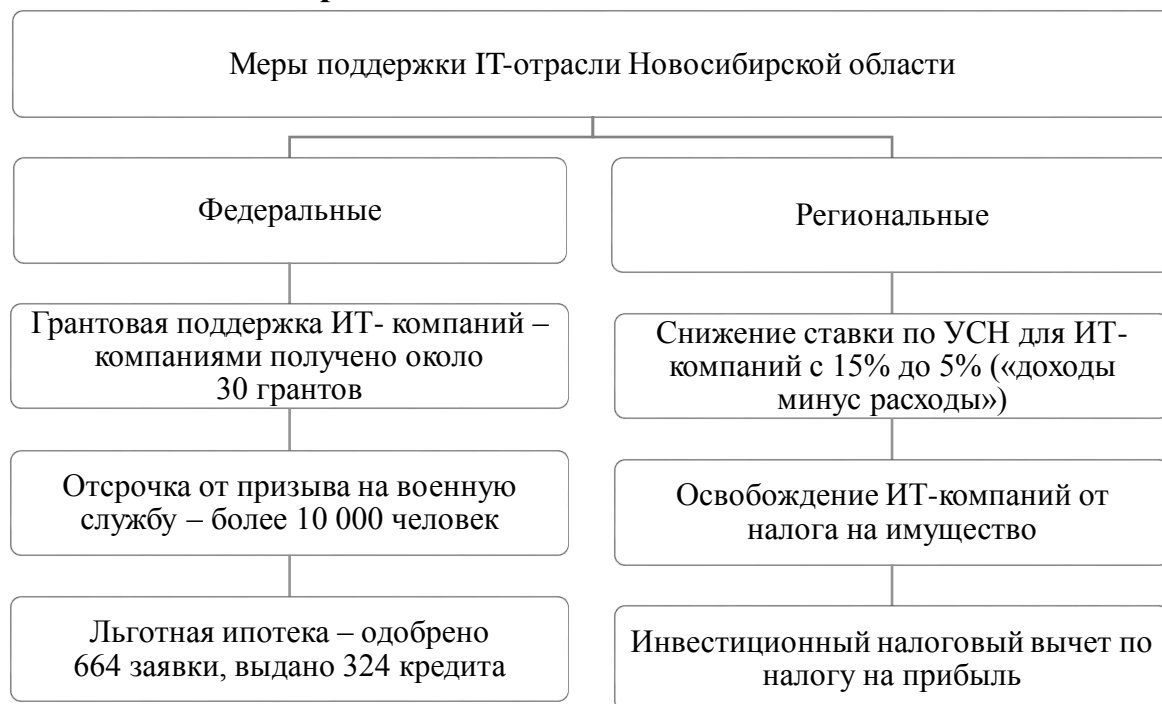 Меры поддержки IT-отрасли Новосибирской области
Федеральные
Грантовая поддержка ИТ- компаний –
компаниями получено около
30 грантов
Отсрочка от призыва на военную
службу – более 10 000 человек
Льготная ипотека – одобрено
664 заявки, выдано 324 кредита
Региональные
Снижение ставки по УСН для ИТ-
компаний с 15% до 5% («доходы
минус расходы»)
Освобождение ИТ-компаний от
налога на имущество
Инвестиционный налоговый вычет по
налогу на прибыль